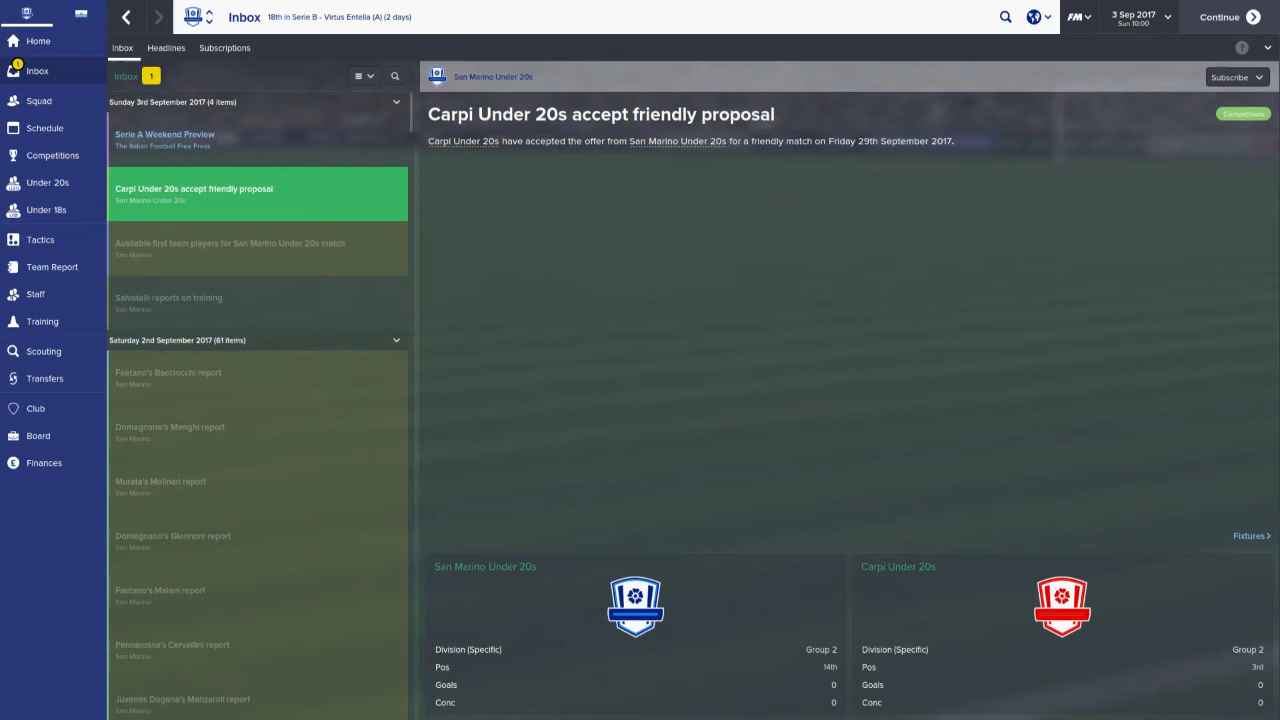 Inbox
18th in Serie B - Virtus Entella (A) (2 days)
FM
3 Sep 2017
Sun 10:00
Continue
Home
1
Inbox
Squad
Schedule
Competitions
Under 20s
Under 18s
Tactics
Team Report
Staff
Training
Scouting
Transfers
Club
Board
Finances
Inbox Headlines Subscriptions
Inbox 1
Sunday 3rd September 2017 (4 items)
Serie A Weekend Preview
The Italian Football Free Press
Carpi Under 20s accept friendly proposal
San Marino Under 20s
Available first team players for San Marino Under 20s match
San Marino
Salvatelli reports on training
San Marino
Saturday 2nd September 2017 (61 items)
Faetano's Bacciocchi report
San Marino
Domagnano's Menghi report
San Marino
Murata's Molinari report
San Marino
Domagnano's Giannoni report
San Marino
Faetano's Maiani report
San Marino
Pennarossa's Cervellini report
San Marino
Juvenes Dogana's Manzaroli report
San Marino
San Marino Under 20s
Subscribe
Carpi Under 20s accept friendly proposal
Competitions
Carpi Under 20s have accepted the offer from San Marino Under 20s for a friendly match on Friday 29th September 2017.
Fixtures
San Marino Under 20s
Division (Specific) Group 2
Pos 14th
Goals 0
Conc 0
Carpi Under 20s
Division (Specific) Group 2
Pos 3rd
Goals 0
Conc 0